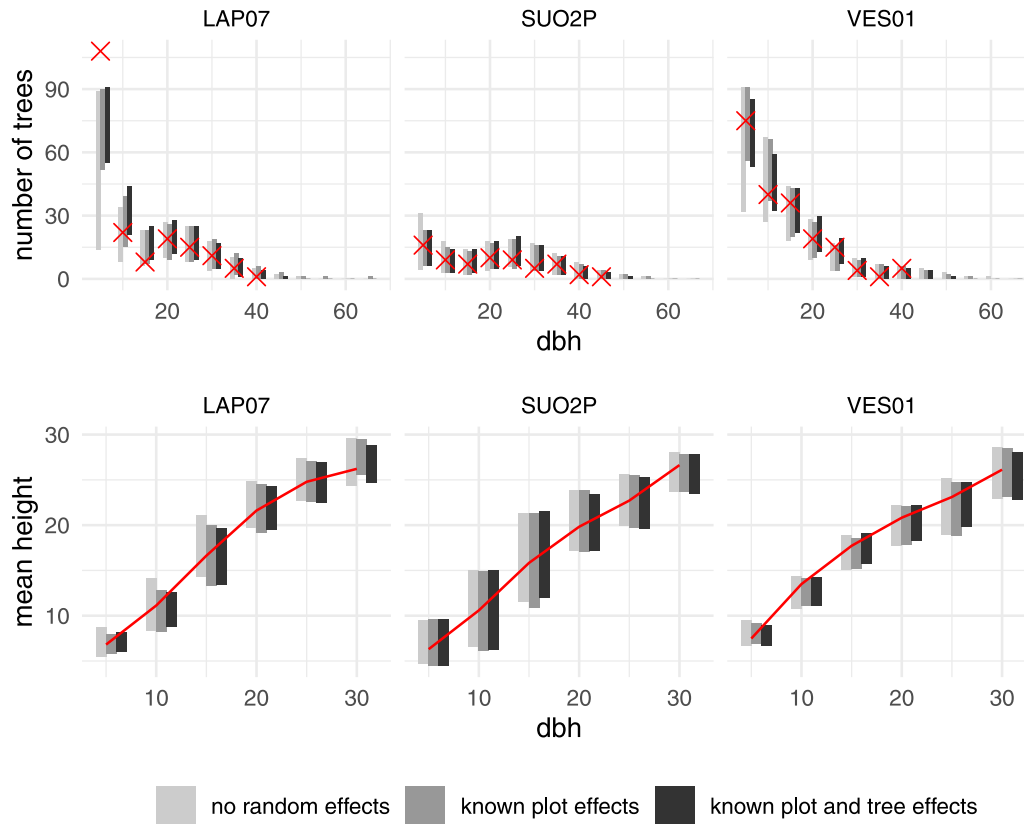 LAP07 SUO2P VES01
number of trees
90
60
30
0
20 40 60 20 40 60 20 40 60
dbh
LAP07 SUO2P VES01
mean height
30
20
10
10 20 30 10 20 30 10 20 30
dbh
no random effects known plot effects known plot and tree effects